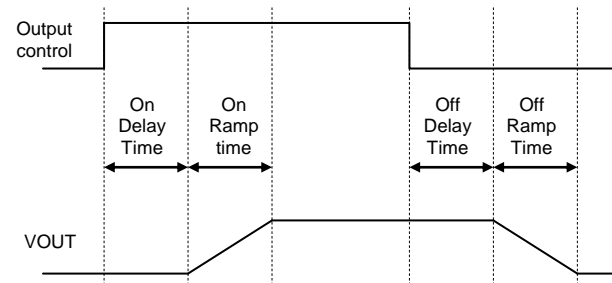 Output
control
On
Delay
Time
On
Ramp
time
Off
Delay
Time
Off
Ramp
Time
VOUT